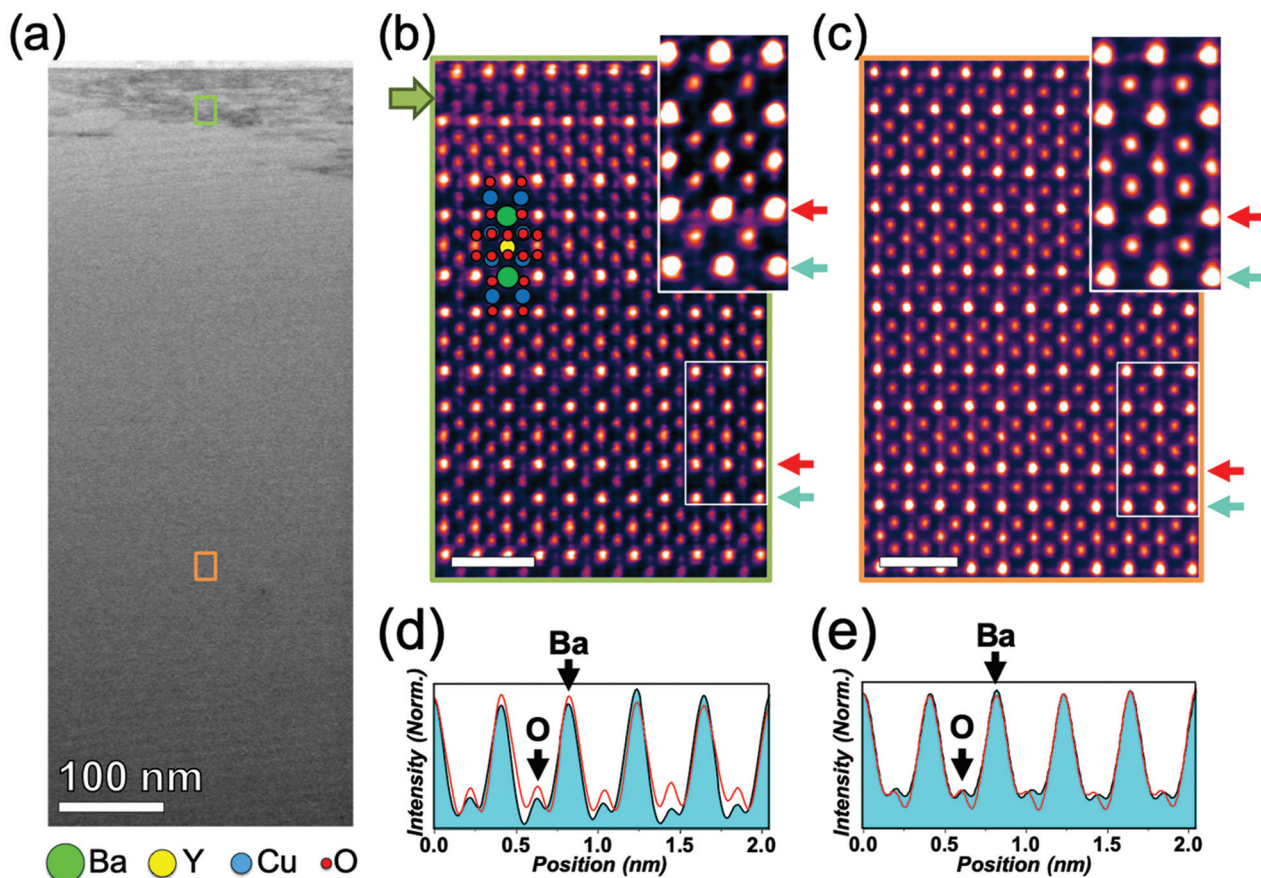 (a)
(b)
(c)
100 nm
Ba Y Cu O
(d)
Ba
O
Intensity (Norm.)
0.0 0.5 1.0 1.5 2.0
Position (nm)
(e)
Ba
O
Intensity (Norm.)
0.0 0.5 1.0 1.5 2.0
Position (nm)